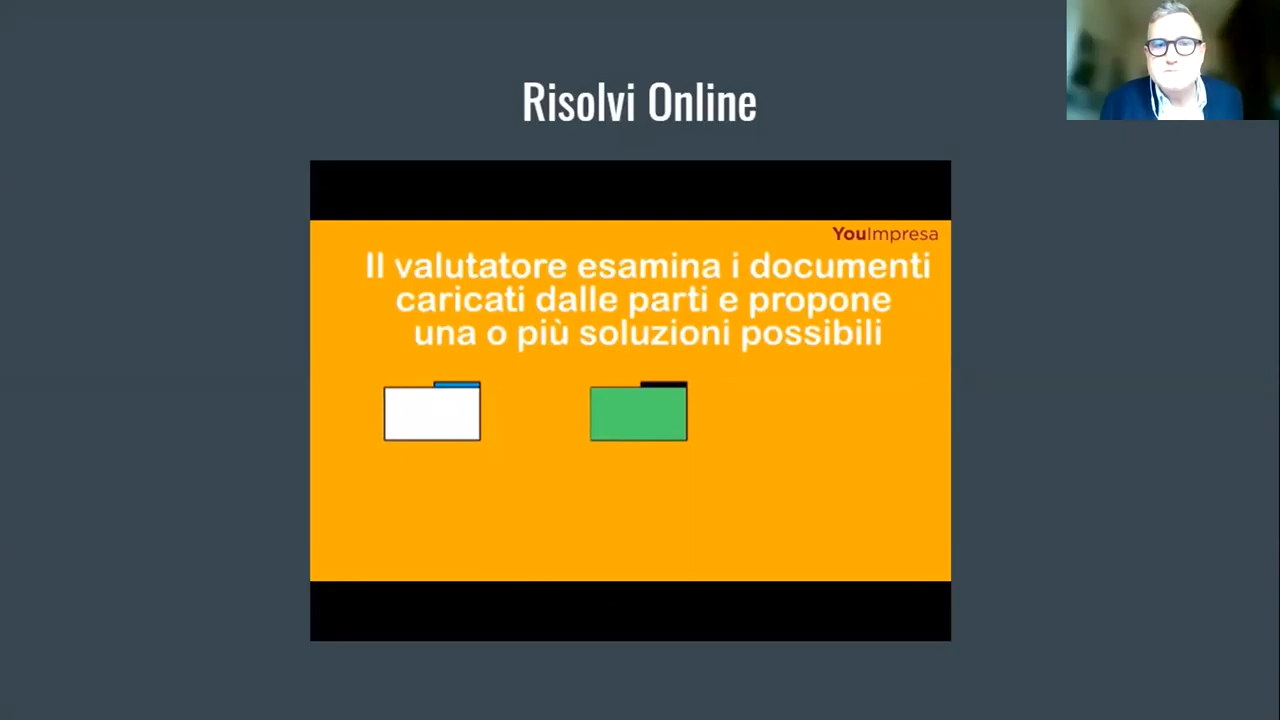 Risolvi Online
YouImpresa
Il valutatore esamina i documenti
caricati dalle parti e propone
una o più soluzioni possibili